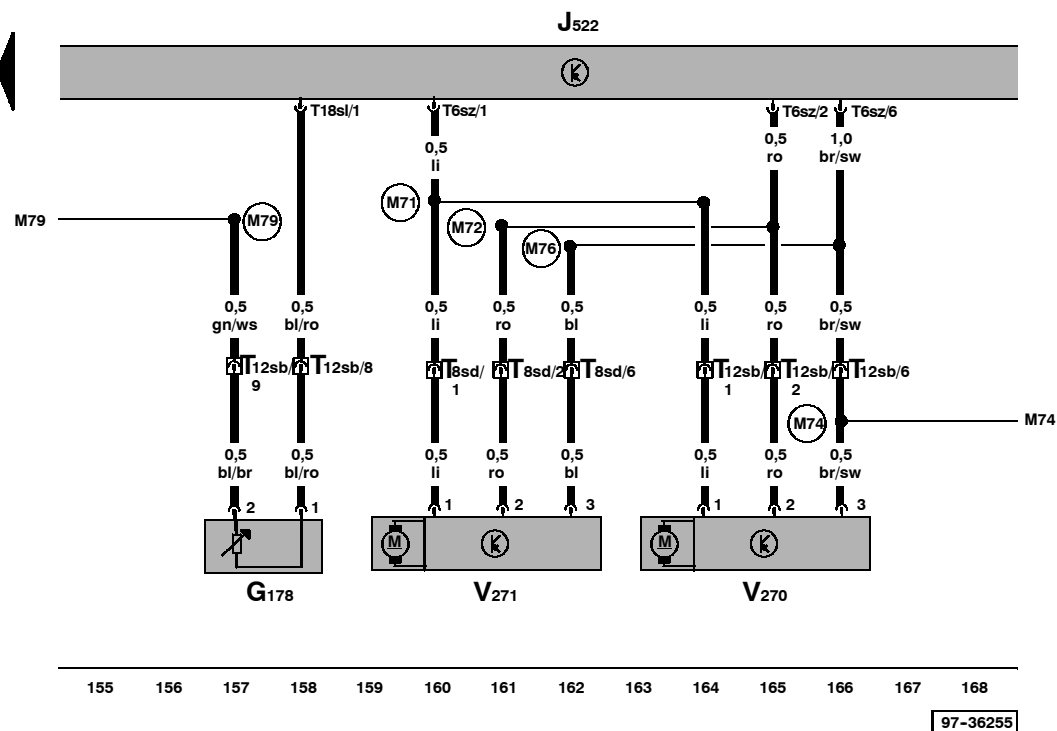 J522
T18sl/1 T6sz/1 T6sz/2 T6sz/6
0,5 0,5 1,0
li ro br/sw
M71
M79 M79 M72
M76
0,5 0,5 0,5 0,5 0,5 0,5 0,5 0,5
gn/ws bl/ro li ro bl li ro br/sw
T12sb/9 T12sb/8 T8sd/1 T8sd/2 T8sd/6 T12sb/1 T12sb/2 T12sb/6
M74 M74
0,5 0,5 0,5 0,5 0,5 0,5 0,5 0,5
bl/br bl/ro li ro bl li ro br/sw
2 1 1 2 3 1 2 3
M M
G178 V271 V270
155 156 157 158 159 160 161 162 163 164 165 166 167 168
97-36255